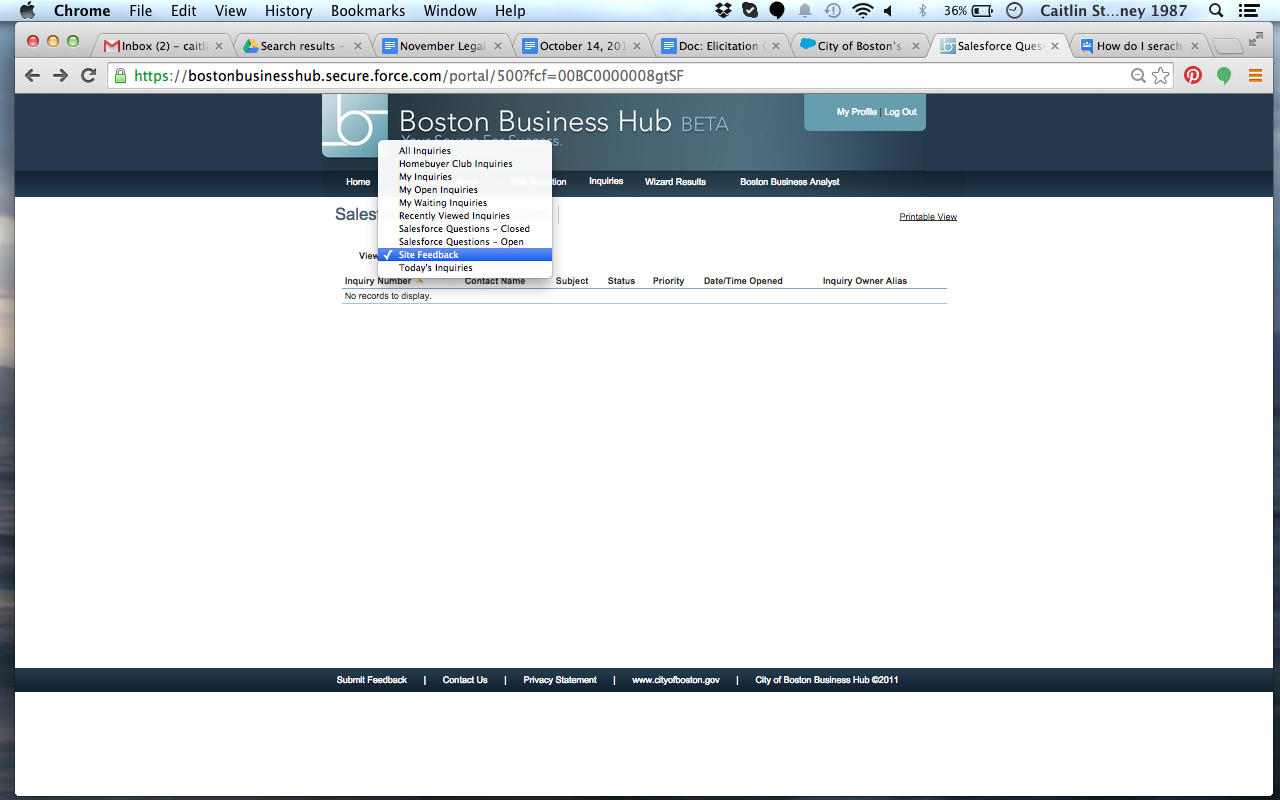 Chrome File Edit View History Bookmarks Window Help 36% Caitlin St...ney 1987
Inbox (2) – caitl Search results – November Legal October 14, 201 Doc: Elicitation City of Boston's Salesforce Quest How do I serach
https://bostonbusinesshub.secure.force.com/portal/500?fcf=00BC0000008gtSF
My Profile | Log Out
Boston Business Hub BETA
Your Source For Success.
All Inquiries
Homebuyer Club Inquiries
My Inquiries
My Open Inquiries
My Waiting Inquiries
Recently Viewed Inquiries
Salesforce Questions – Closed
Salesforce Questions – Open
✓ Site Feedback
Today's Inquiries
Home Inquiries Wizard Results Boston Business Analyst
Printable View
View
Inquiry Number Contact Name Subject Status Priority Date/Time Opened Inquiry Owner Alias
No records to display.
Submit Feedback | Contact Us | Privacy Statement | www.cityofboston.gov | City of Boston Business Hub ©2011